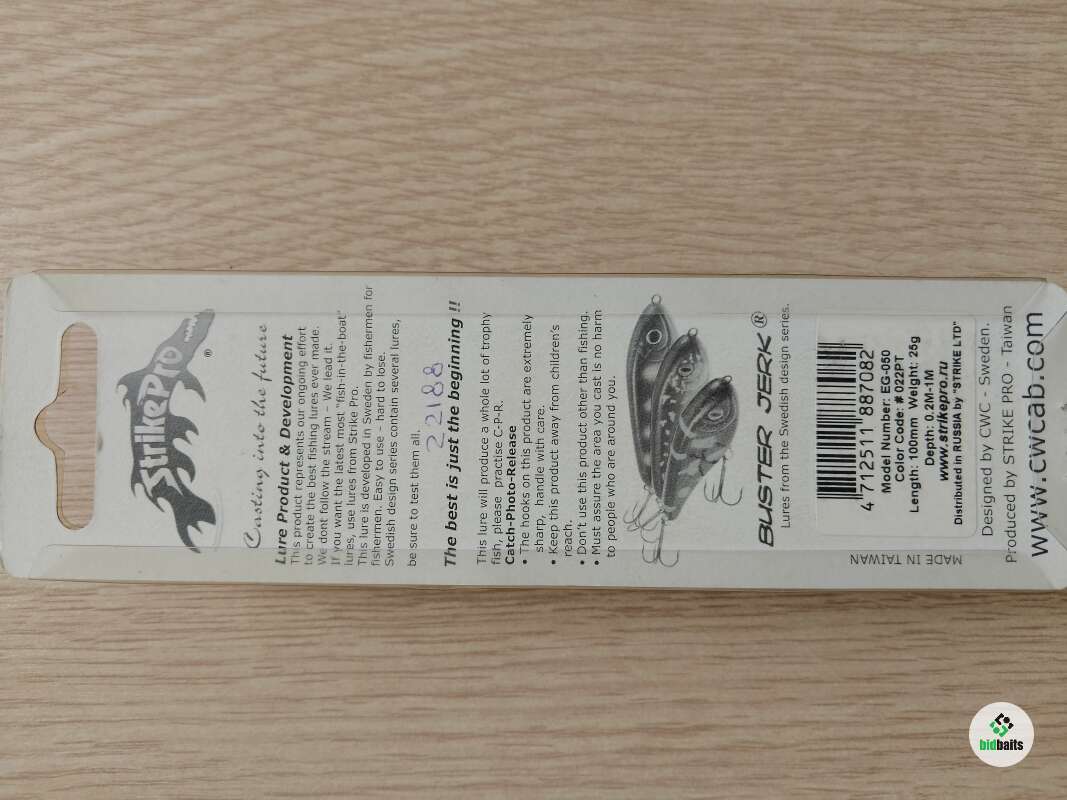 StrikePro
®
Casting into the future
Lure Product & Development
This product represents our ongoing effort
to create the best fishing lures ever made.
We dont follow the stream – We lead it.
If you want the latest most "fish-in-the-boat"
lures, use lures from Strike Pro.
This lure is developed in Sweden by fishermen for
fishermen. Easy to use - hard to lose.
Swedish design series contain several lures,
be sure to test them all.
22188
The best is just the beginning !!
This lure will produce a whole lot of trophy
fish, please practise C-P-R.
Catch-Photo-Release
• The hooks on this product are extremely
sharp, handle with care.
• Keep this product away from children's
reach.
• Don't use this product other than fishing.
• Must assure the area you cast is no harm
to people who are around you.
BUSTER JERK®
Lures from the Swedish design series.
4 712511 887082
Model Number: EG-050
Color Code: # 022PT
Length: 100mm Weight: 25g
Depth: 0.2M-1M
www.strikepro.ru
Distributed in RUSSIA by "STRIKE LTD"
Designed by CWC - Sweden.
Produced by STRIKE PRO - Taiwan
www.cwcab.com
MADE IN TAIWAN
bidbaits